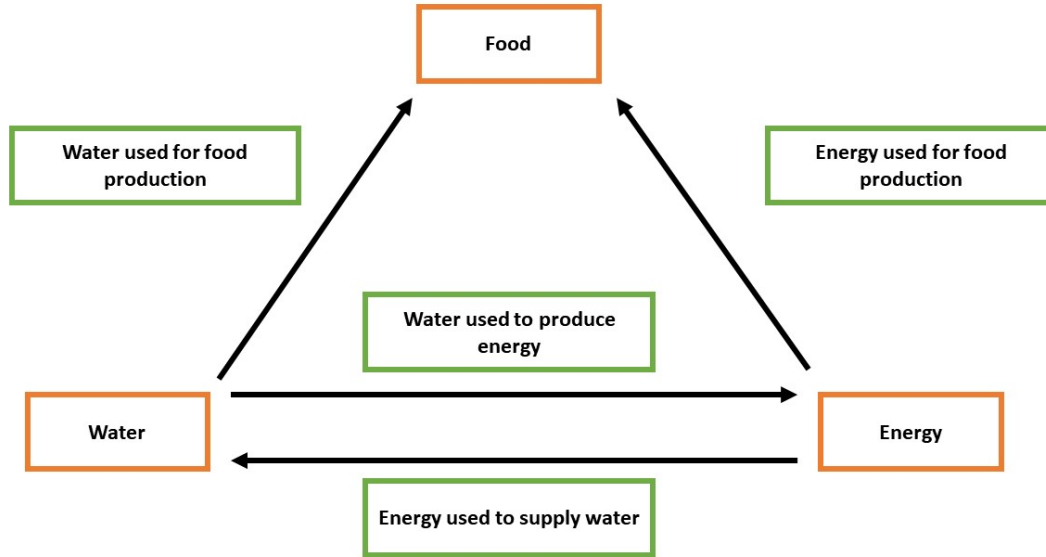 Food
Water used for food
production
Energy used for food
production
Water used to produce
energy
Water
Energy
Energy used to supply water